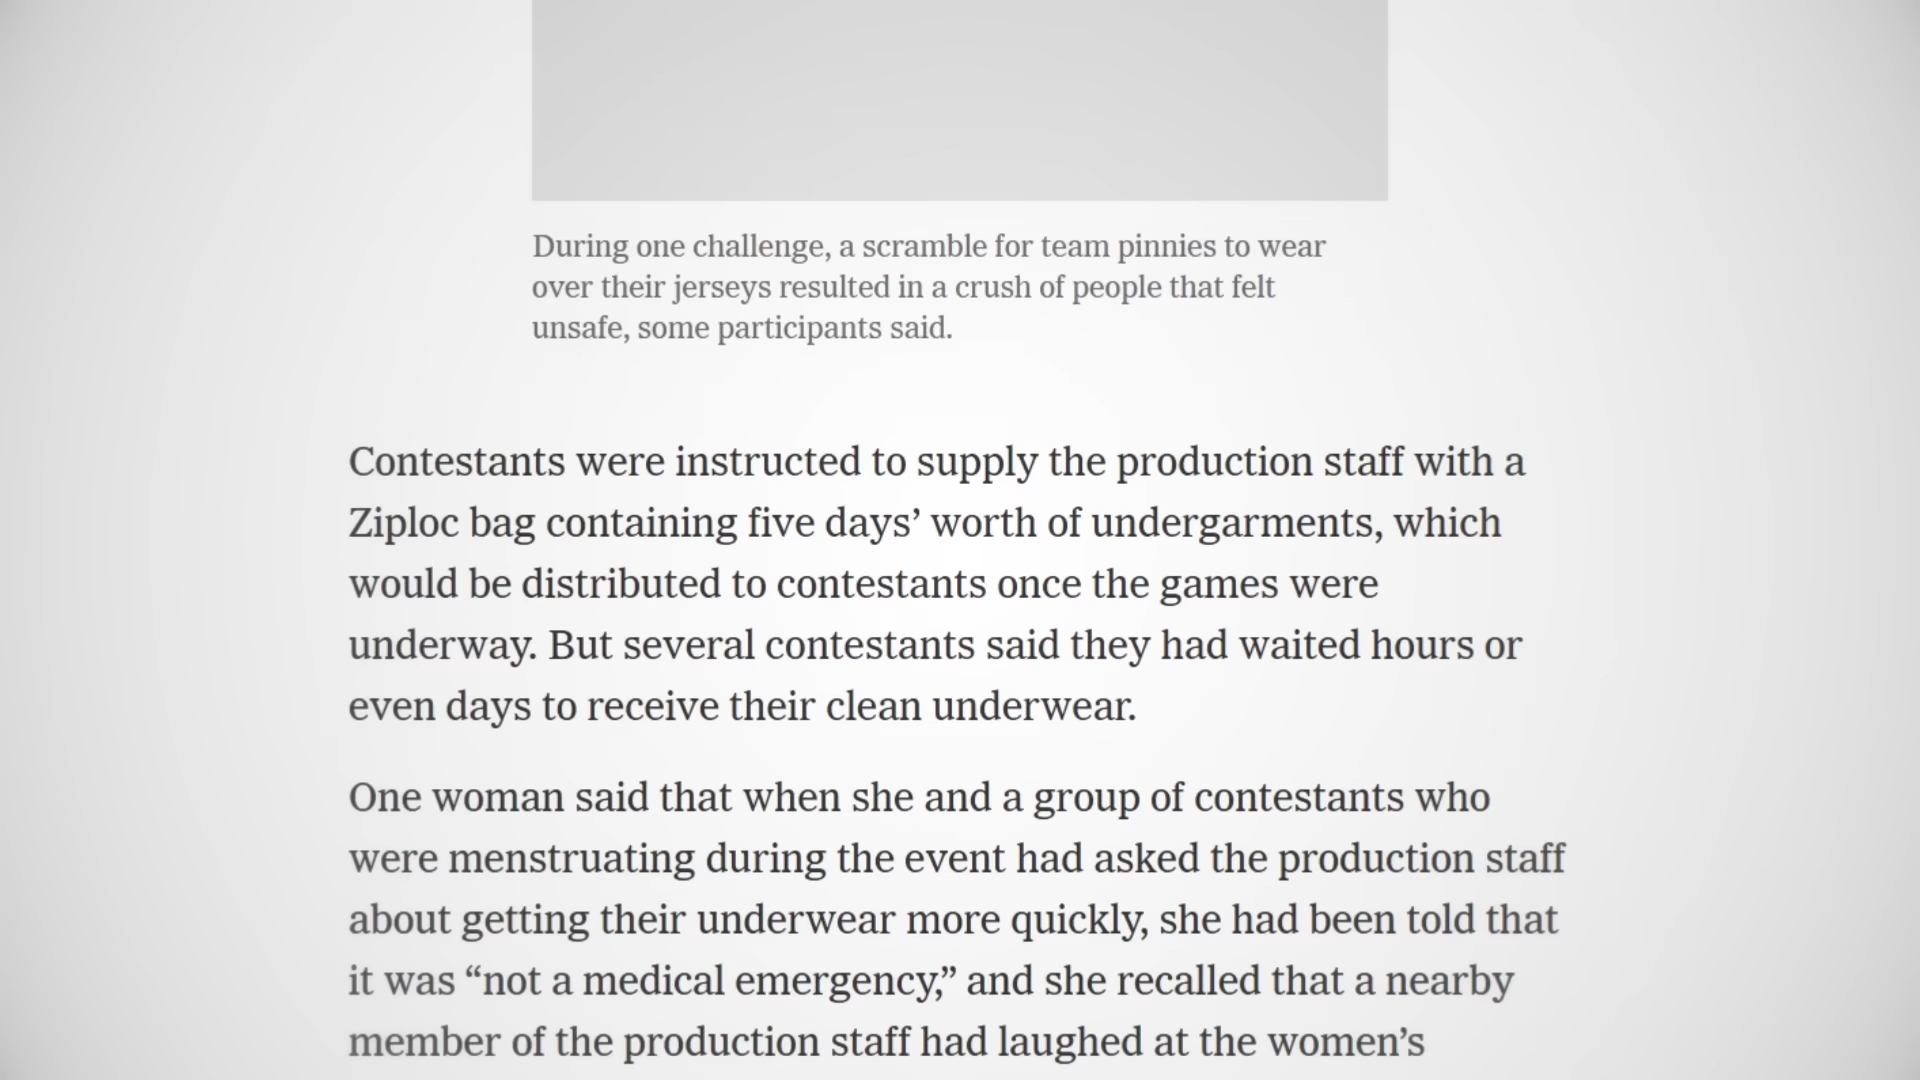 During one challenge, a scramble for team pinnies to wear
over their jerseys resulted in a crush of people that felt
unsafe, some participants said.
Contestants were instructed to supply the production staff with a
Ziploc bag containing five days’ worth of undergarments, which
would be distributed to contestants once the games were
underway. But several contestants said they had waited hours or
even days to receive their clean underwear.
One woman said that when she and a group of contestants who
were menstruating during the event had asked the production staff
about getting their underwear more quickly, she had been told that
it was “not a medical emergency,” and she recalled that a nearby
member of the production staff had laughed at the women’s